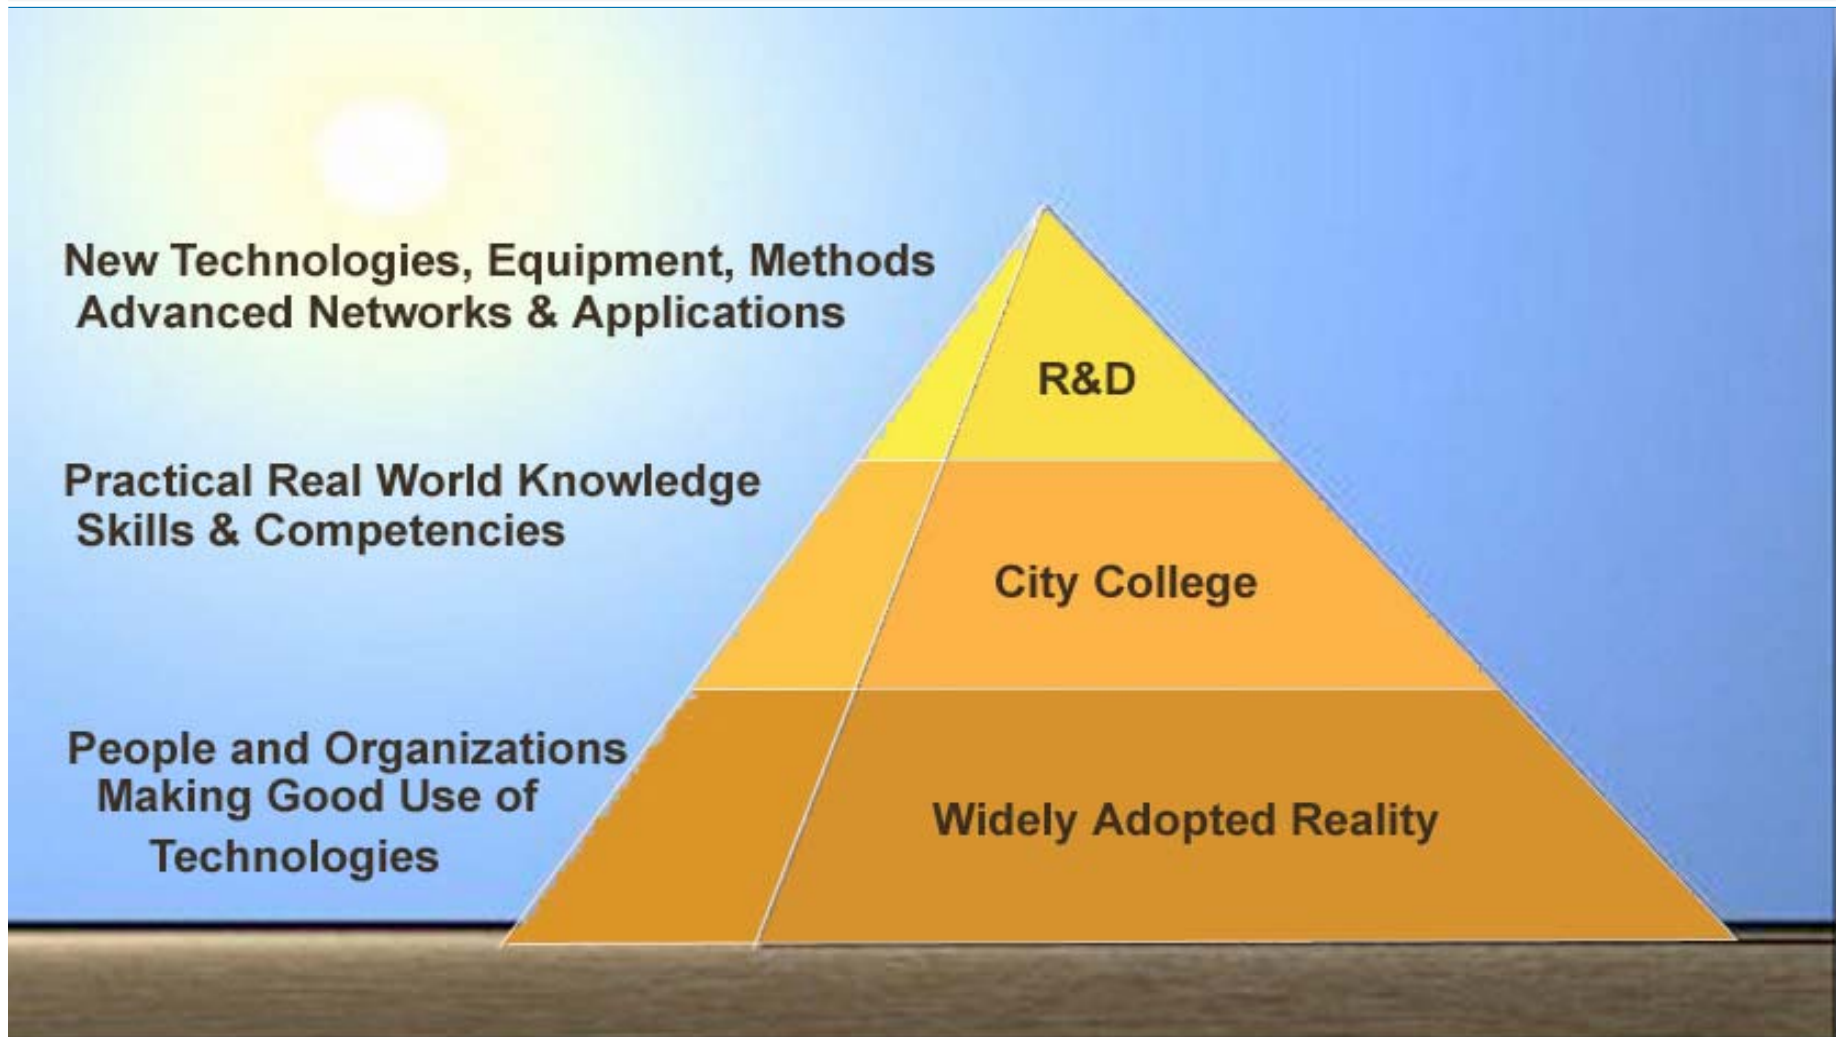 New Technologies, Equipment, Methods
Advanced Networks & Applications
R&D
Practical Real World Knowledge
Skills & Competencies
City College
People and Organizations
Making Good Use of
Technologies
Widely Adopted Reality